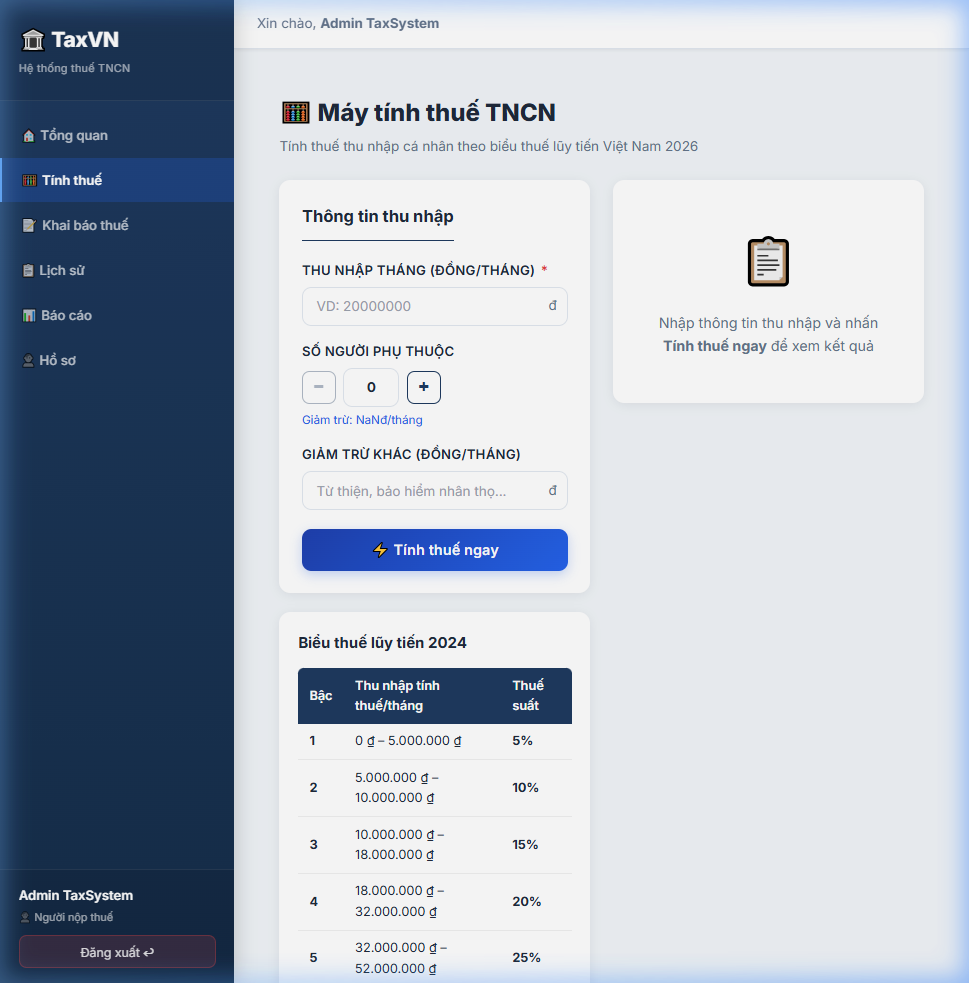 TaxVN
Hệ thống thuế TNCN
Tổng quan
Tính thuế
Khai báo thuế
Lịch sử
Báo cáo
Hồ sơ
Admin TaxSystem
Người nộp thuế
Đăng xuất ↩
Xin chào, Admin TaxSystem
Máy tính thuế TNCN
Tính thuế thu nhập cá nhân theo biểu thuế lũy tiến Việt Nam 2026
Thông tin thu nhập
THU NHẬP THÁNG (ĐỒNG/THÁNG) *
VD: 20000000 đ
SỐ NGƯỜI PHỤ THUỘC
− 0 +
Giảm trừ: NaNđ/tháng
GIẢM TRỪ KHÁC (ĐỒNG/THÁNG)
Từ thiện, bảo hiểm nhân thọ... đ
⚡ Tính thuế ngay
Nhập thông tin thu nhập và nhấn
Tính thuế ngay để xem kết quả
Biểu thuế lũy tiến 2024
Bậc Thu nhập tính thuế/tháng Thuế suất
1 0 ₫ – 5.000.000 ₫ 5%
2 5.000.000 ₫ – 10.000.000 ₫ 10%
3 10.000.000 ₫ – 18.000.000 ₫ 15%
4 18.000.000 ₫ – 32.000.000 ₫ 20%
5 32.000.000 ₫ – 52.000.000 ₫ 25%